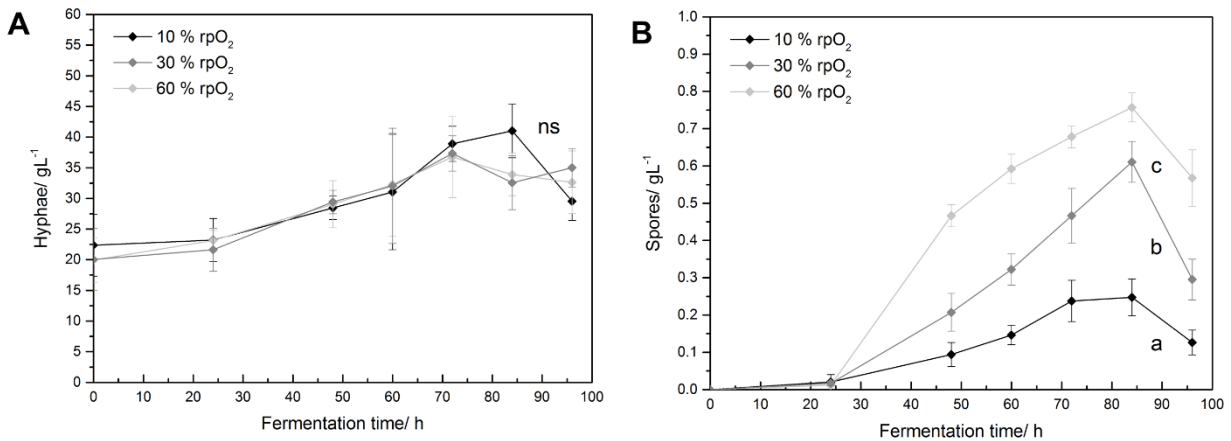 A
10 % rpO₂
30 % rpO₂
60 % rpO₂
ns
Hyphae/ gL⁻¹
60
55
50
45
40
35
30
25
20
15
10
5
0
0 10 20 30 40 50 60 70 80 90 100
Fermentation time/ h
B
10 % rpO₂
30 % rpO₂
60 % rpO₂
c
b
a
Spores/ gL⁻¹
1.0
0.9
0.8
0.7
0.6
0.5
0.4
0.3
0.2
0.1
0.0
0 10 20 30 40 50 60 70 80 90 100
Fermentation time/ h